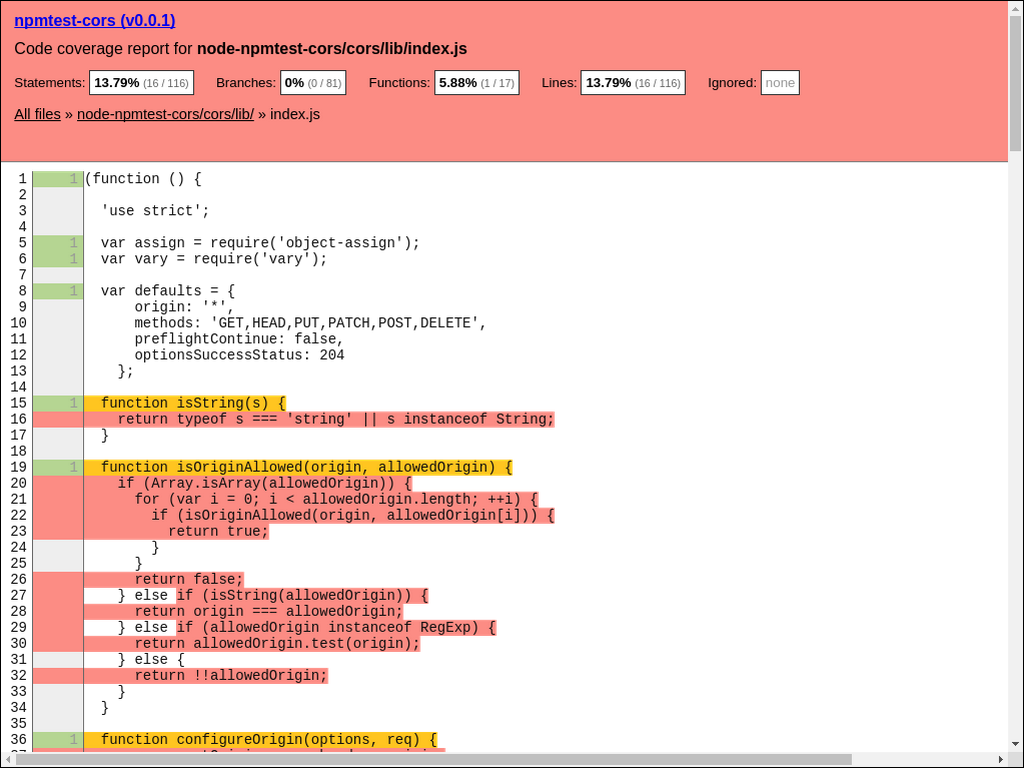 npmtest-cors (v0.0.1)
Code coverage report for node-npmtest-cors/cors/lib/index.js
Statements: 13.79% (16 / 116) Branches: 0% (0 / 81) Functions: 5.88% (1 / 17) Lines: 13.79% (16 / 116) Ignored: none
All files » node-npmtest-cors/cors/lib/ » index.js
1 1 (function () {
2
3 'use strict';
4
5 1 var assign = require('object-assign');
6 1 var vary = require('vary');
7
8 1 var defaults = {
9 origin: '*',
10 methods: 'GET,HEAD,PUT,PATCH,POST,DELETE',
11 preflightContinue: false,
12 optionsSuccessStatus: 204
13 };
14
15 1 function isString(s) {
16 return typeof s === 'string' || s instanceof String;
17 }
18
19 1 function isOriginAllowed(origin, allowedOrigin) {
20 if (Array.isArray(allowedOrigin)) {
21 for (var i = 0; i < allowedOrigin.length; ++i) {
22 if (isOriginAllowed(origin, allowedOrigin[i])) {
23 return true;
24 }
25 }
26 return false;
27 } else if (isString(allowedOrigin)) {
28 return origin === allowedOrigin;
29 } else if (allowedOrigin instanceof RegExp) {
30 return allowedOrigin.test(origin);
31 } else {
32 return !!allowedOrigin;
33 }
34 }
35
36 1 function configureOrigin(options, req) {